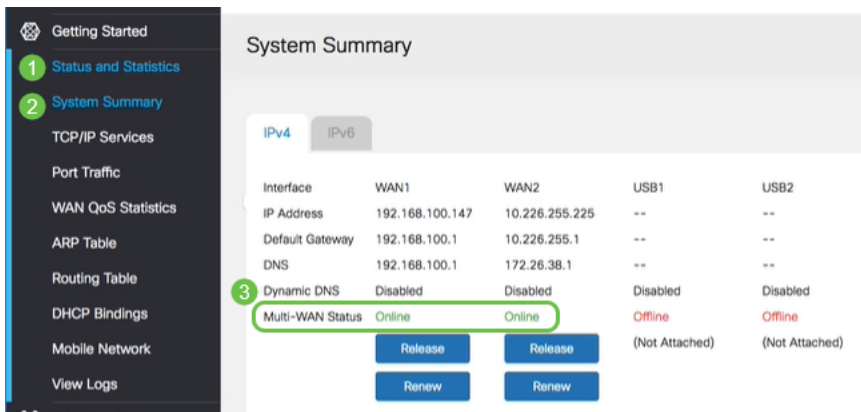 Getting Started
System Summary
1 Status and Statistics
2 System Summary
TCP/IP Services
IPv4 IPv6
Port Traffic
Interface WAN1 WAN2 USB1 USB2
WAN QoS Statistics
IP Address 192.168.100.147 10.226.255.225 -- --
ARP Table
Default Gateway 192.168.100.1 10.226.255.1 -- --
DNS 192.168.100.1 172.26.38.1 -- --
Routing Table
3 Dynamic DNS Disabled Disabled Disabled Disabled
DHCP Bindings
Multi-WAN Status Online Online Offline Offline
Mobile Network
Release Release (Not Attached) (Not Attached)
View Logs
Renew Renew